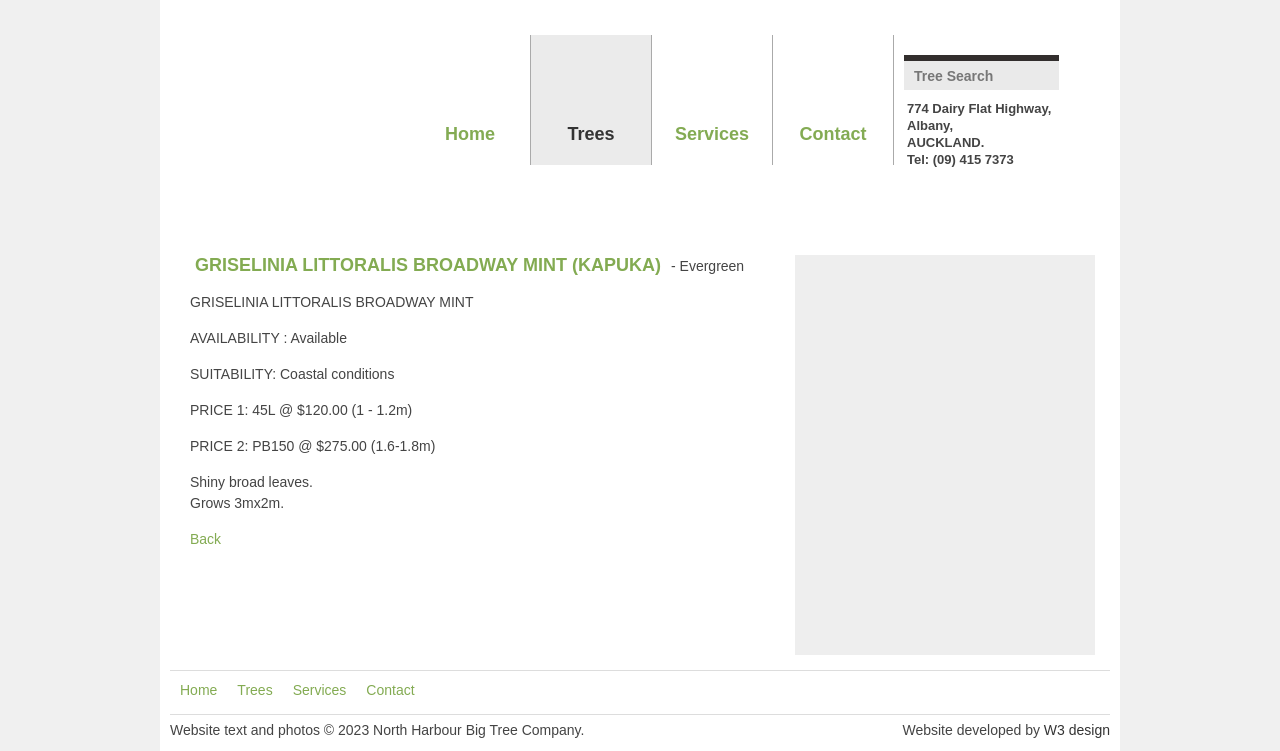 Home
Trees
Services
Contact
Tree Search
774 Dairy Flat Highway,
Albany,
AUCKLAND.
Tel: (09) 415 7373
GRISELINIA LITTORALIS BROADWAY MINT (KAPUKA) - Evergreen
GRISELINIA LITTORALIS BROADWAY MINT
AVAILABILITY : Available
SUITABILITY: Coastal conditions
PRICE 1: 45L @ $120.00 (1 - 1.2m)
PRICE 2: PB150 @ $275.00 (1.6-1.8m)
Shiny broad leaves.
Grows 3mx2m.
Back
Home Trees Services Contact
Website text and photos © 2023 North Harbour Big Tree Company.
Website developed by W3 design